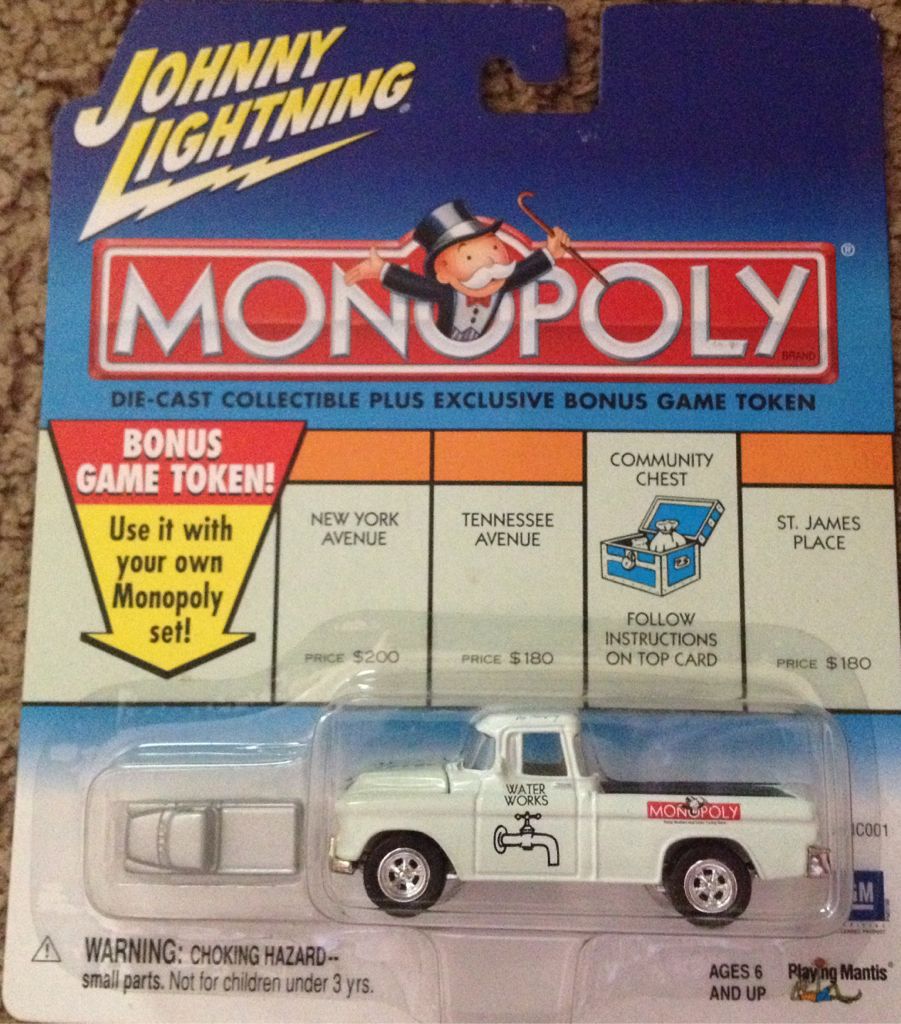 JOHNNY
LIGHTNING
MONOPOLY®
BRAND
DIE-CAST COLLECTIBLE PLUS EXCLUSIVE BONUS GAME TOKEN
BONUS
GAME TOKEN!
Use it with
your own
Monopoly
set!
NEW YORK
AVENUE
PRICE $200
TENNESSEE
AVENUE
PRICE $180
COMMUNITY
CHEST
FOLLOW
INSTRUCTIONS
ON TOP CARD
ST. JAMES
PLACE
PRICE $180
WATER
WORKS
MONOPOLY
IC001
GM
WARNING: CHOKING HAZARD--
small parts. Not for children under 3 yrs.
AGES 6
AND UP
Playing Mantis®